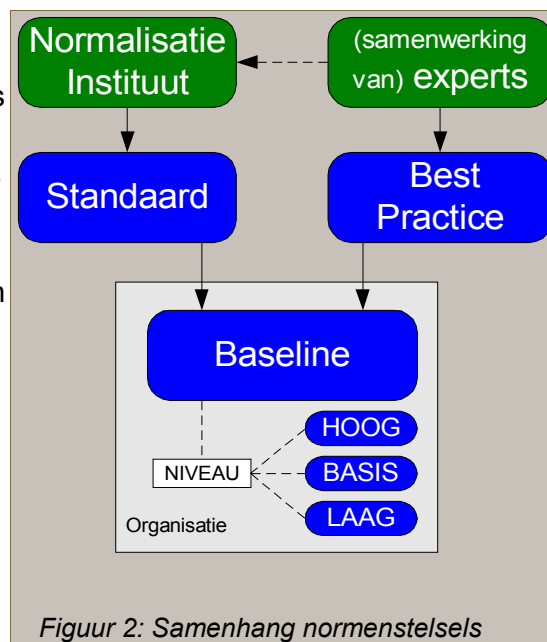 Normalisatie
Instituut
(samenwerking
van) experts
Standaard
Best
Practice
Baseline
HOOG
NIVEAU
BASIS
LAAG
Organisatie
Figuur 2: Samenhang normenstelsels